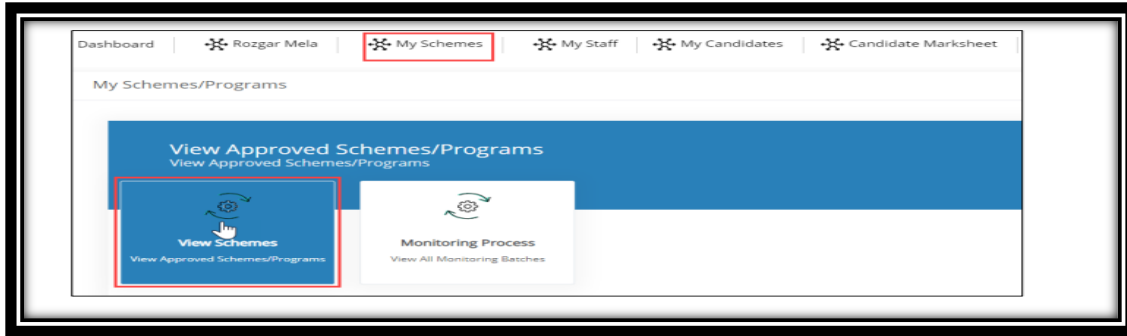 Dashboard Rozgar Mela My Schemes My Staff My Candidates Candidate Marksheet
My Schemes/Programs
View Approved Schemes/Programs
View Approved Schemes/Programs
View Schemes
View Approved Schemes/Programs
Monitoring Process
View All Monitoring Batches